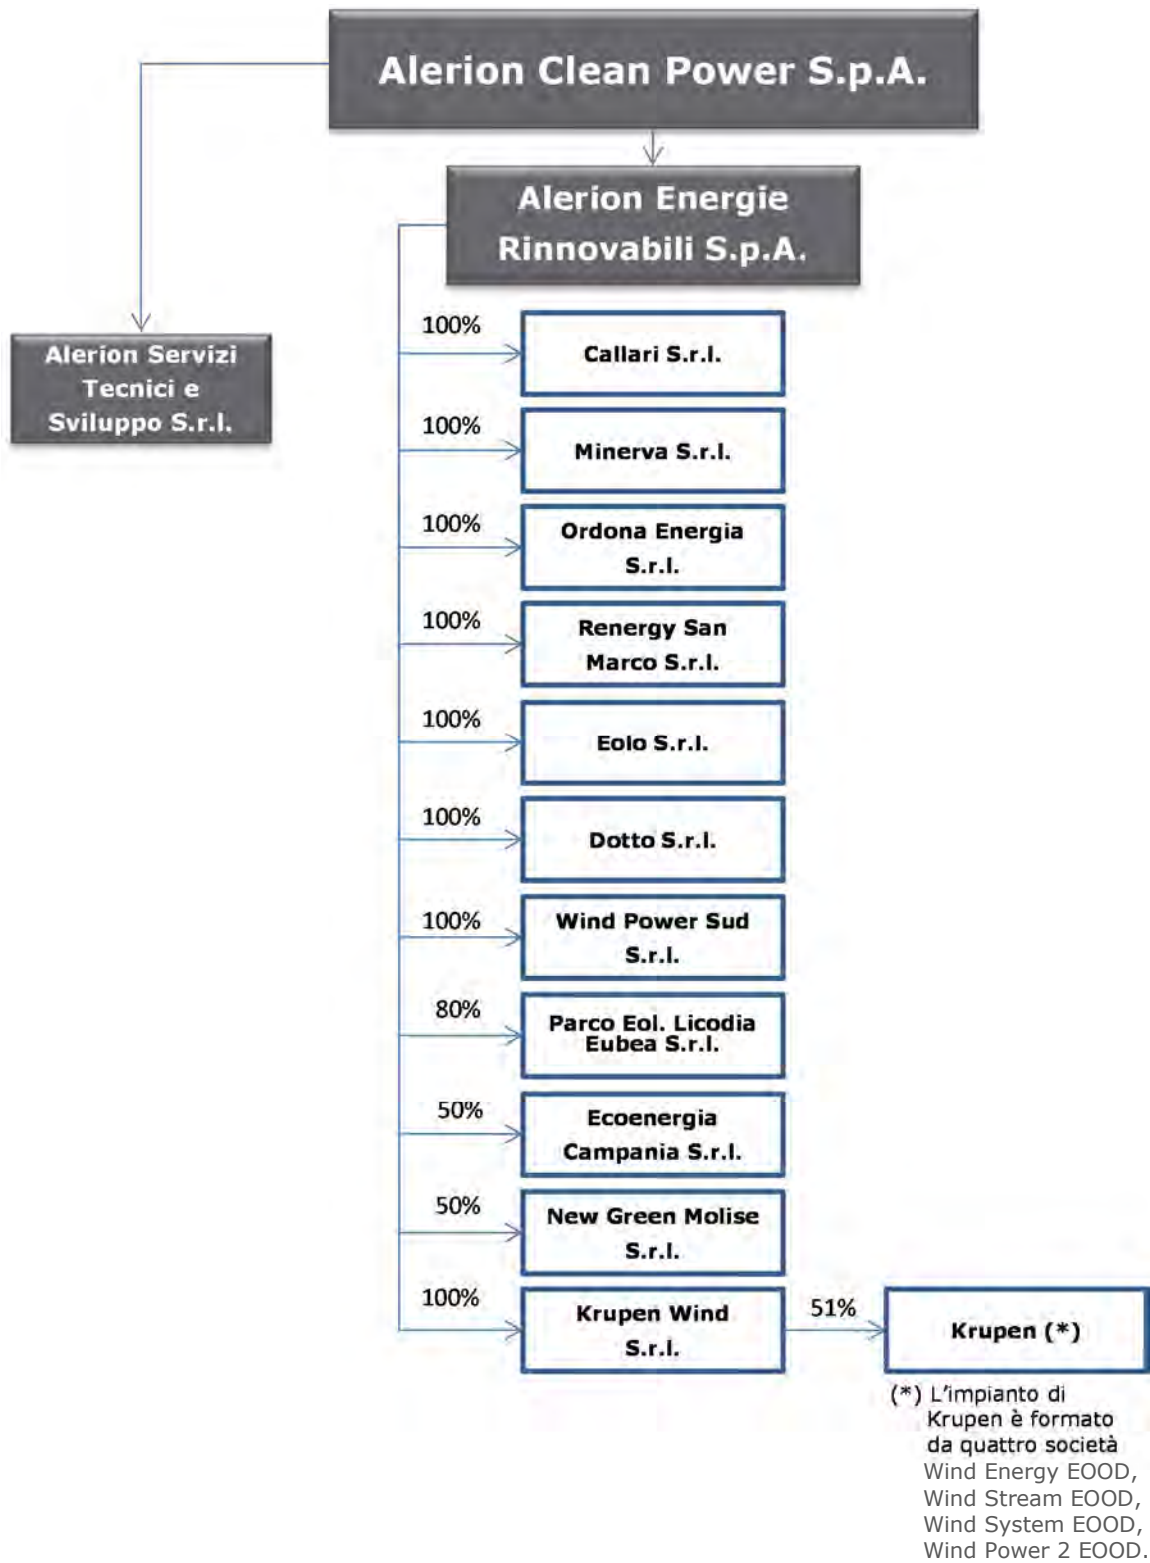 Alerion Clean Power S.p.A.
Alerion Energie
Rinnovabili S.p.A.
Alerion Servizi
Tecnici e
Sviluppo S.r.l.
100%
Callari S.r.l.
100%
Minerva S.r.l.
100%
Ordona Energia
S.r.l.
100%
Renergy San
Marco S.r.l.
100%
Eolo S.r.l.
100%
Dotto S.r.l.
100%
Wind Power Sud
S.r.l.
80%
Parco Eol. Licodia
Eubea S.r.l.
50%
Ecoenergia
Campania S.r.l.
50%
New Green Molise
S.r.l.
100%
Krupen Wind
S.r.l.
51%
Krupen (*)
(*) L'impianto di
Krupen è formato
da quattro società
Wind Energy EOOD,
Wind Stream EOOD,
Wind System EOOD,
Wind Power 2 EOOD.